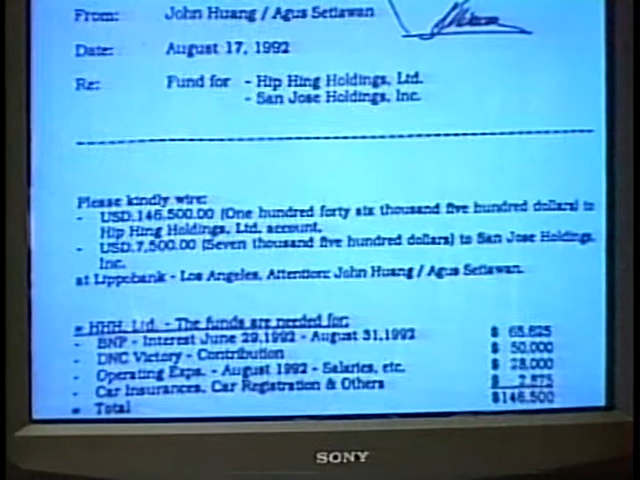 From: John Huang / Agus Setiawan
Date: August 17, 1992
Re: Fund for - Hip Hing Holdings, Ltd.
- San Jose Holdings, Inc.
Please kindly wire:
- USD.146,500.00 (One hundred forty six thousand five hundred dollars) to
Hip Hing Holdings, Ltd. account.
- USD.7,500.00 (Seven thousand five hundred dollars) to San Jose Holdings,
Inc.
at Lippobank - Los Angeles, Attention: John Huang / Agus Setiawan.
HHH, Ltd. - The funds are needed for:
- BNP - Interest June 29,1992 - August 31,1992 $ 65,625
- DNC Victory - Contribution $ 50,000
- Operating Exps. - August 1992 - Salaries, etc. $ 28,000
- Car Insurances, Car Registration & Others $ 2,875
Total $146,500
SONY